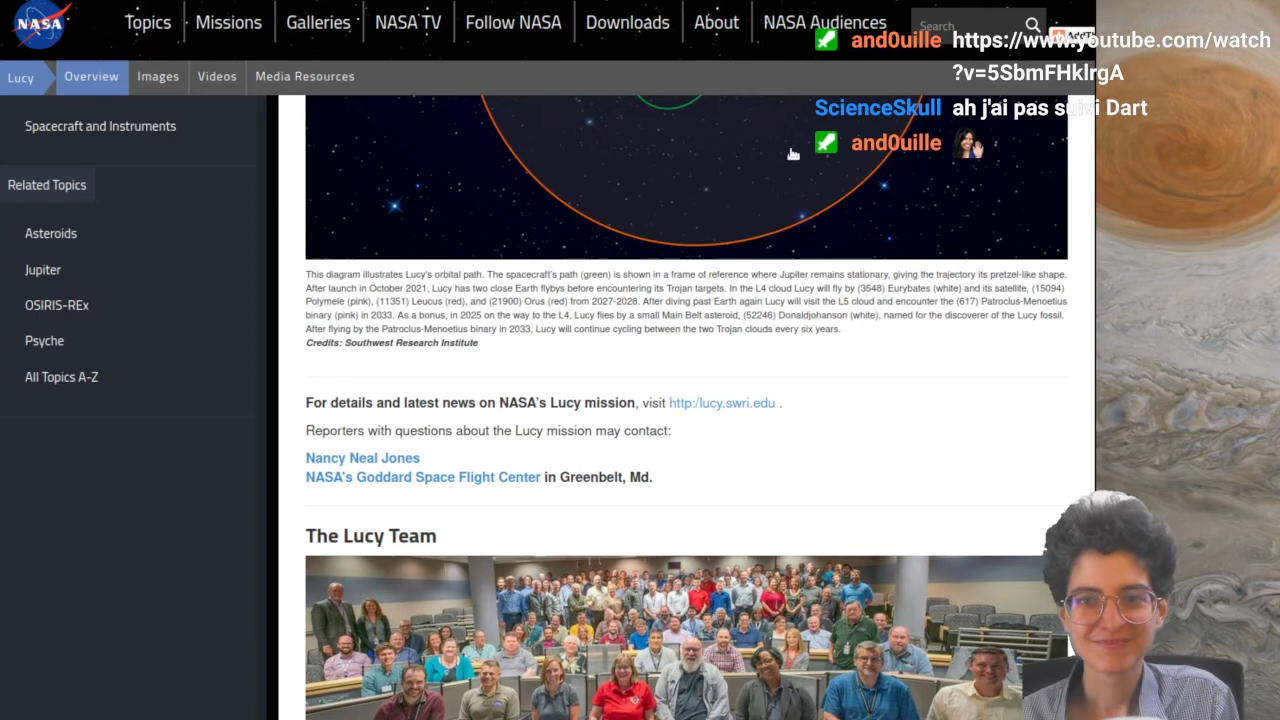 NASA
Topics
Missions
Galleries
NASA TV
Follow NASA
Downloads
About
NASA Audiences
Search
and0uille https://www.youtube.com/watch
?v=5SbmFHklrgA
ScienceSkull ah j'ai pas suivi Dart
and0uille
Lucy
Overview
Images
Videos
Media Resources
Spacecraft and Instruments
Related Topics
Asteroids
Jupiter
OSIRIS-REx
Psyche
All Topics A-Z
This diagram illustrates Lucy's orbital path. The spacecraft's path (green) is shown in a frame of reference where Jupiter remains stationary, giving the trajectory its pretzel-like shape.
After launch in October 2021, Lucy has two close Earth flybys before encountering its Trojan targets. In the L4 cloud Lucy will fly by (3548) Eurybates (white) and its satellite, (15094)
Polymele (pink), (11351) Leucus (red), and (21900) Orus (red) from 2027-2028. After diving past Earth again Lucy will visit the L5 cloud and encounter the (617) Patroclus-Menoetius
binary (pink) in 2033. As a bonus, in 2025 on the way to the L4, Lucy flies by a small Main Belt asteroid, (52246) Donaldjohanson (white), named for the discoverer of the Lucy fossil.
After flying by the Patroclus-Menoetius binary in 2033, Lucy will continue cycling between the two Trojan clouds every six years.
Credits: Southwest Research Institute
For details and latest news on NASA's Lucy mission, visit http:/lucy.swri.edu .
Reporters with questions about the Lucy mission may contact:
Nancy Neal Jones
NASA's Goddard Space Flight Center in Greenbelt, Md.
The Lucy Team